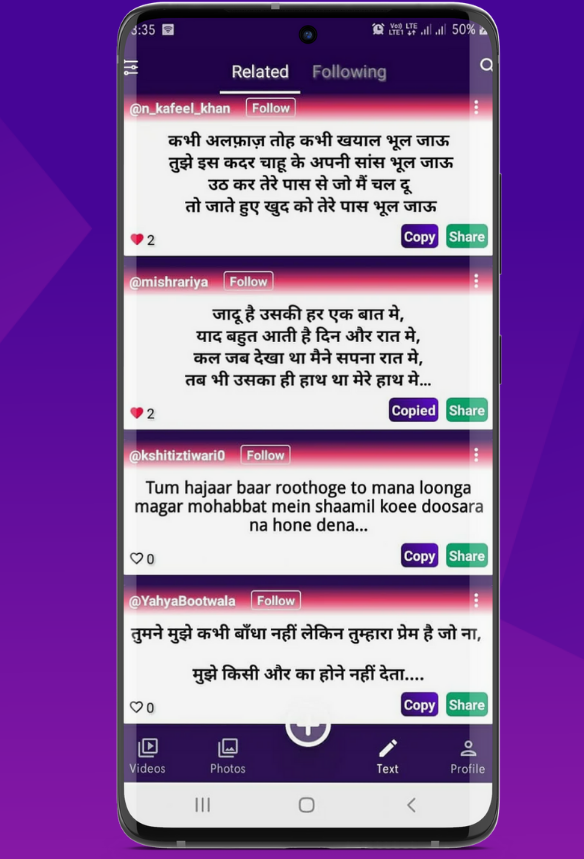 3:35
Vo)) LTE
LTE1
50%
Related Following
@n_kafeel_khan Follow
कभी अलफ़ाज़ तोह कभी खयाल भूल जाऊ
तुझे इस कदर चाहू के अपनी सांस भूल जाऊ
उठ कर तेरे पास से जो मैं चल दू
तो जाते हुए खुद को तेरे पास भूल जाऊ
2 Copy Share
@mishrariya Follow
जादू है उसकी हर एक बात मे,
याद बहुत आती है दिन और रात मे,
कल जब देखा था मैने सपना रात मे,
तब भी उसका ही हाथ था मेरे हाथ मे...
2 Copied Share
@kshitiztiwari0 Follow
Tum hajaar baar roothoge to mana loonga
magar mohabbat mein shaamil koee doosara
na hone dena...
0 Copy Share
@YahyaBootwala Follow
तुमने मुझे कभी बाँधा नहीं लेकिन तुम्हारा प्रेम है जो ना,
मुझे किसी और का होने नहीं देता....
0 Copy Share
Videos Photos Text Profile